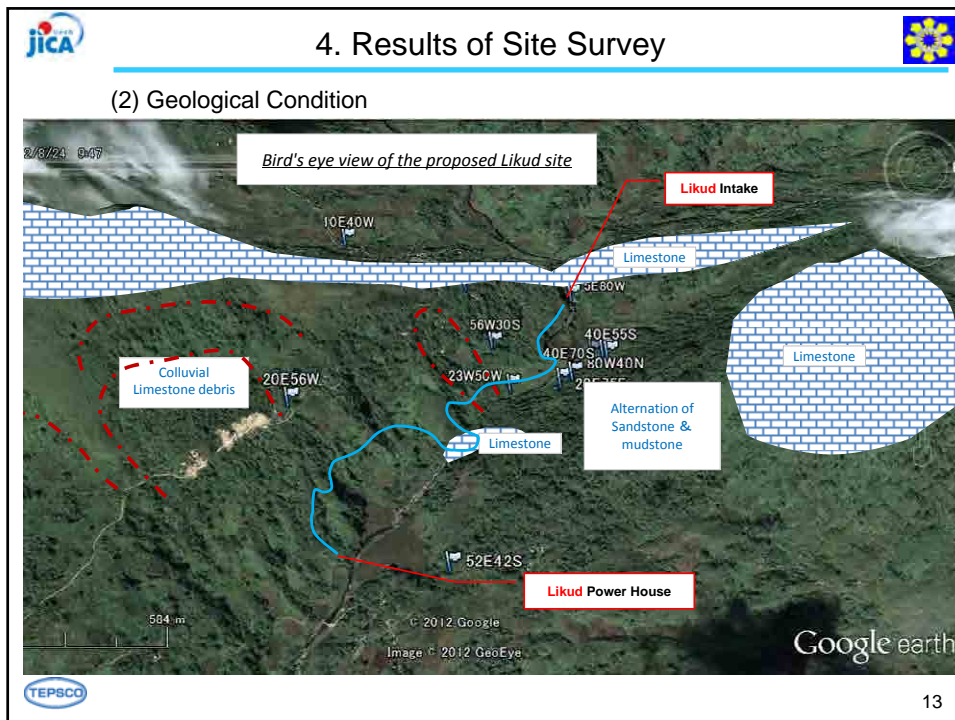 jICA
4. Results of Site Survey
(2) Geological Condition
2/8/24 9:47
Bird's eye view of the proposed Likud site
Likud Intake
10E40W
Limestone
5E80W
56W30S
40E55S
40E70S
80W40N
Limestone
Colluvial
Limestone debris
20E56W
23W50W
Alternation of
Sandstone &
mudstone
Limestone
52E42S
Likud Power House
584 m
© 2012 Google
Image © 2012 GeoEye
Google earth
TEPSCO
13